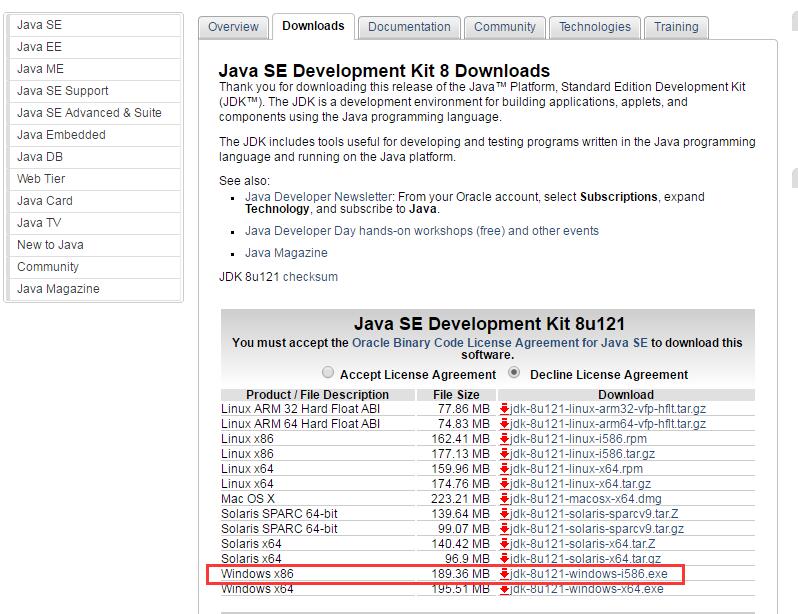 Java SE
Java EE
Java ME
Java SE Support
Java SE Advanced & Suite
Java Embedded
Java DB
Web Tier
Java Card
Java TV
New to Java
Community
Java Magazine
Overview Downloads Documentation Community Technologies Training
Java SE Development Kit 8 Downloads
Thank you for downloading this release of the Java™ Platform, Standard Edition Development Kit
(JDK™). The JDK is a development environment for building applications, applets, and
components using the Java programming language.
The JDK includes tools useful for developing and testing programs written in the Java programming
language and running on the Java platform.
See also:
Java Developer Newsletter: From your Oracle account, select Subscriptions, expand
Technology, and subscribe to Java.
Java Developer Day hands-on workshops (free) and other events
Java Magazine
JDK 8u121 checksum
Java SE Development Kit 8u121
You must accept the Oracle Binary Code License Agreement for Java SE to download this
software.
Accept License Agreement Decline License Agreement
Product / File Description File Size Download
Linux ARM 32 Hard Float ABI 77.86 MB jdk-8u121-linux-arm32-vfp-hflt.tar.gz
Linux ARM 64 Hard Float ABI 74.83 MB jdk-8u121-linux-arm64-vfp-hflt.tar.gz
Linux x86 162.41 MB jdk-8u121-linux-i586.rpm
Linux x86 177.13 MB jdk-8u121-linux-i586.tar.gz
Linux x64 159.96 MB jdk-8u121-linux-x64.rpm
Linux x64 174.76 MB jdk-8u121-linux-x64.tar.gz
Mac OS X 223.21 MB jdk-8u121-macosx-x64.dmg
Solaris SPARC 64-bit 139.64 MB jdk-8u121-solaris-sparcv9.tar.Z
Solaris SPARC 64-bit 99.07 MB jdk-8u121-solaris-sparcv9.tar.gz
Solaris x64 140.42 MB jdk-8u121-solaris-x64.tar.Z
Solaris x64 96.9 MB jdk-8u121-solaris-x64.tar.gz
Windows x86 189.36 MB jdk-8u121-windows-i586.exe
Windows x64 195.51 MB jdk-8u121-windows-x64.exe